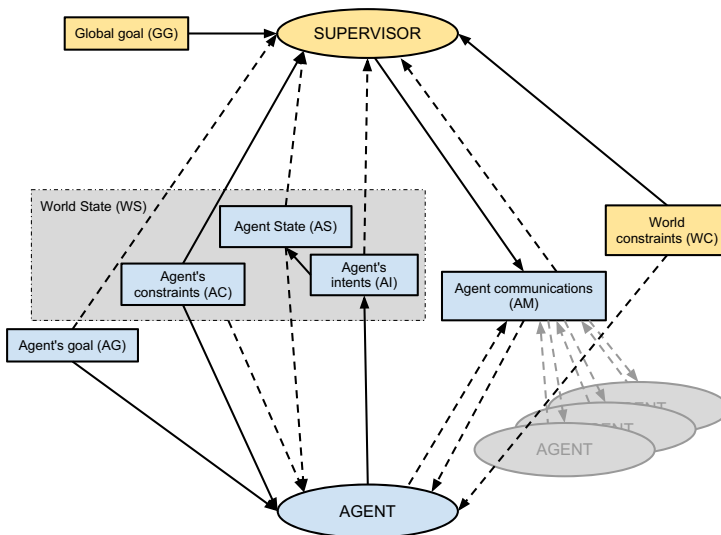 Global goal (GG)
SUPERVISOR
World State (WS)
Agent State (AS)
World
constraints (WC)
Agent's
constraints (AC)
Agent's
intents (AI)
Agent communications
(AM)
Agent's goal (AG)
AGENT
AGENT
AGENT
AGENT